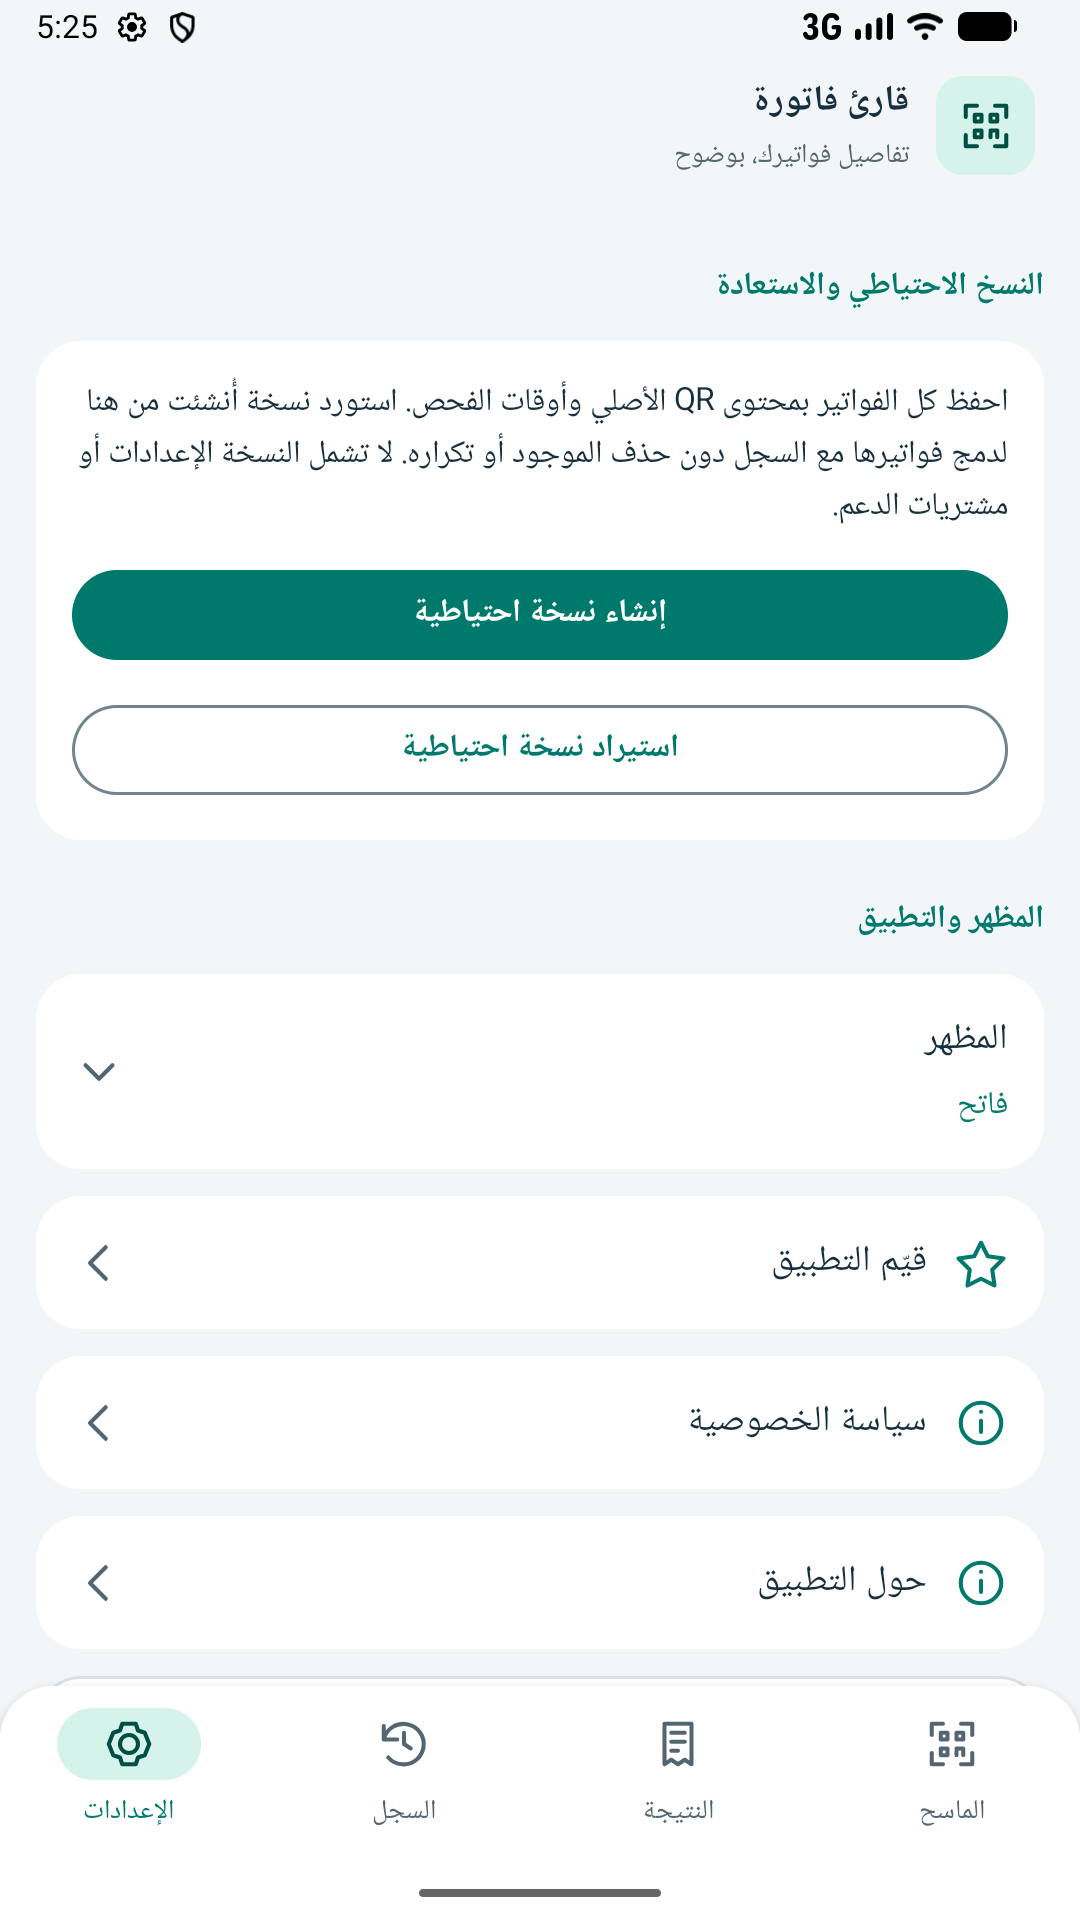 5:25
3G
قارئ فاتورة
تفاصيل فواتيرك، بوضوح
النسخ الاحتياطي والاستعادة
احفظ كل الفواتير بمحتوى QR الأصلي وأوقات الفحص. استورد نسخة أُنشئت من هنا
لدمج فواتيرها مع السجل دون حذف الموجود أو تكراره. لا تشمل النسخة الإعدادات أو
مشتريات الدعم.
إنشاء نسخة احتياطية
استيراد نسخة احتياطية
المظهر والتطبيق
المظهر
فاتح
قيّم التطبيق
سياسة الخصوصية
حول التطبيق
الماسح
النتيجة
السجل
الإعدادات